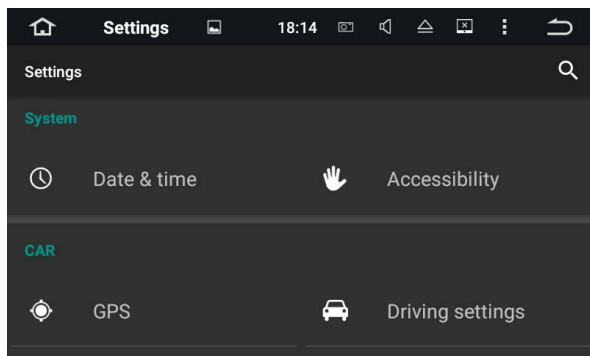 Settings 18:14
Settings
System
Date & time Accessibility
CAR
GPS Driving settings